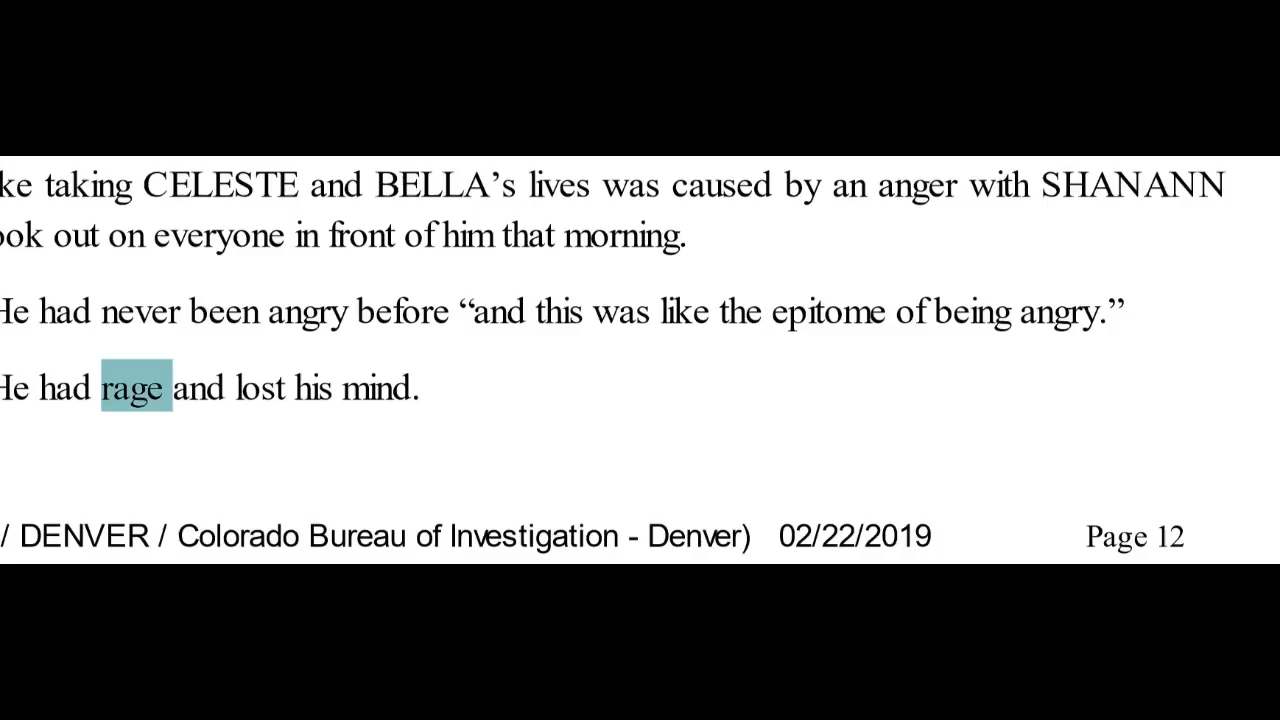 ke taking CELESTE and BELLA’s lives was caused by an anger with SHANANN
ook out on everyone in front of him that morning.
He had never been angry before “and this was like the epitome of being angry.”
He had rage and lost his mind.
/ DENVER / Colorado Bureau of Investigation - Denver) 02/22/2019 Page 12